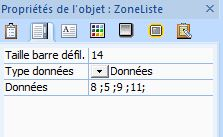 Propriétés de l'objet : ZoneListe
Taille barre défil. 14
Type données Données
Données 8 ;5 ;9 ;11;